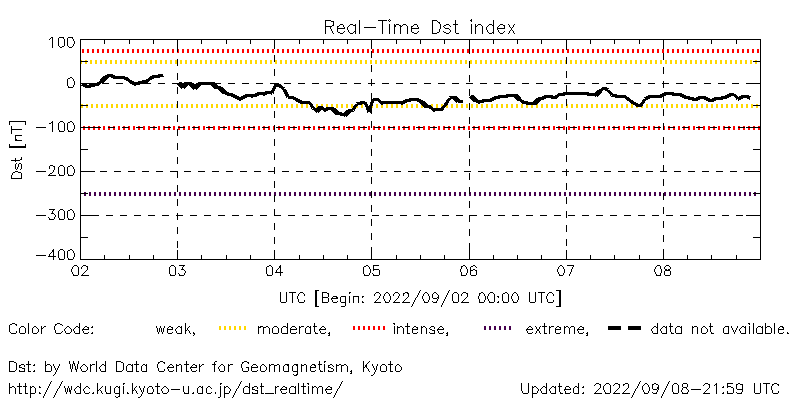 Real-Time Dst index
100
0
-100
-200
-300
-400
Dst [nT]
02 03 04 05 06 07 08
UTC [Begin: 2022/09/02 00:00 UTC]
Color Code: weak, moderate, intense, extreme, data not available.
Dst: by World Data Center for Geomagnetism, Kyoto
http://wdc.kugi.kyoto-u.ac.jp/dst_realtime/ Updated: 2022/09/08-21:59 UTC